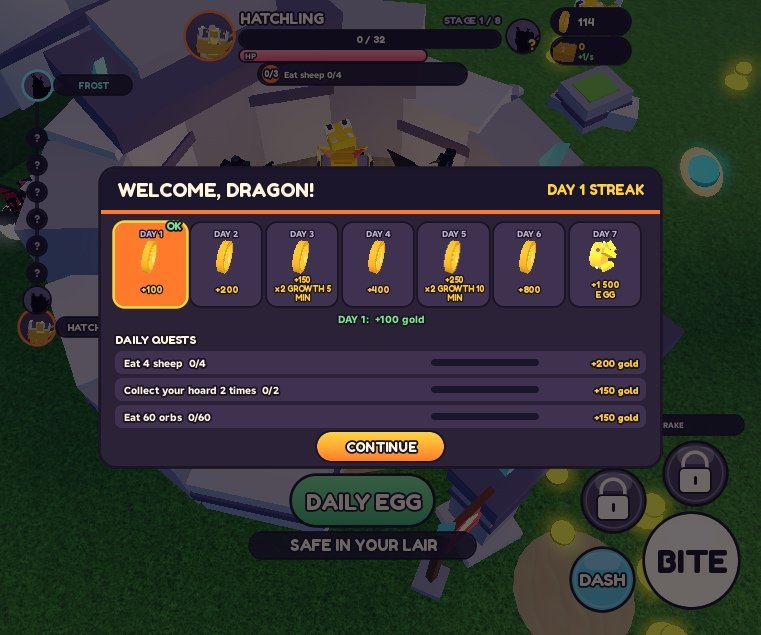 HATCHLING
STAGE 1 / 8
0 / 32
HP
0/3 Eat sheep 0/4
114
0
+1/s
?
FROST
?
?
?
?
?
?
HATCH
WELCOME, DRAGON!
DAY 1 STREAK
DAY 1
OK
+100
DAY 2
+200
DAY 3
+150
x2 GROWTH 5
MIN
DAY 4
+400
DAY 5
+250
x2 GROWTH 10
MIN
DAY 6
+800
DAY 7
+1 500
EGG
DAY 1: +100 gold
DAILY QUESTS
Eat 4 sheep 0/4
+200 gold
Collect your hoard 2 times 0/2
+150 gold
Eat 60 orbs 0/60
+150 gold
CONTINUE
RAKE
DAILY EGG
SAFE IN YOUR LAIR
DASH
BITE